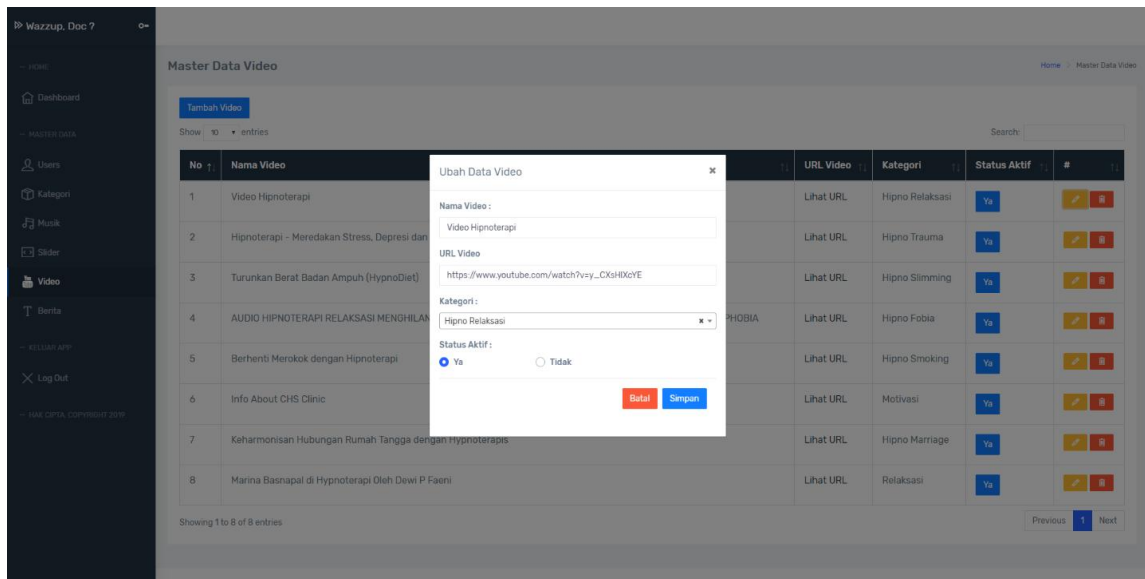 Wazzup, Doc ?
Master Data Video
Home > Master Data Video
— HOME
Dashboard
— MASTER DATA
Users
Kategori
Musik
Slider
Video
Berita
— KELUAR APP
Log Out
— HAK CIPTA, COPYRIGHT 2019
Tambah Video
Show 10 entries
Search:
No Nama Video URL Video Kategori Status Aktif #
1 Video Hipnoterapi Lihat URL Hipno Relaksasi Ya
2 Hipnoterapi - Meredakan Stress, Depresi dan Lihat URL Hipno Trauma Ya
3 Turunkan Berat Badan Ampuh (HypnoDiet) Lihat URL Hipno Slimming Ya
4 AUDIO HIPNOTERAPI RELAKSASI MENGHILAN PHOBIA Lihat URL Hipno Fobia Ya
5 Berhenti Merokok dengan Hipnoterapi Lihat URL Hipno Smoking Ya
6 Info About CHS Clinic Lihat URL Motivasi Ya
7 Keharmonisan Hubungan Rumah Tangga dengan Hypnoterapis Lihat URL Hipno Marriage Ya
8 Marina Basnapal di Hypnoterapi Oleh Dewi P Faeni Lihat URL Relaksasi Ya
Showing 1 to 8 of 8 entries
Previous 1 Next
Ubah Data Video
Nama Video :
Video Hipnoterapi
URL Video
https://www.youtube.com/watch?v=y_CXsHIXcYE
Kategori :
Hipno Relaksasi
Status Aktif :
Ya Tidak
Batal Simpan